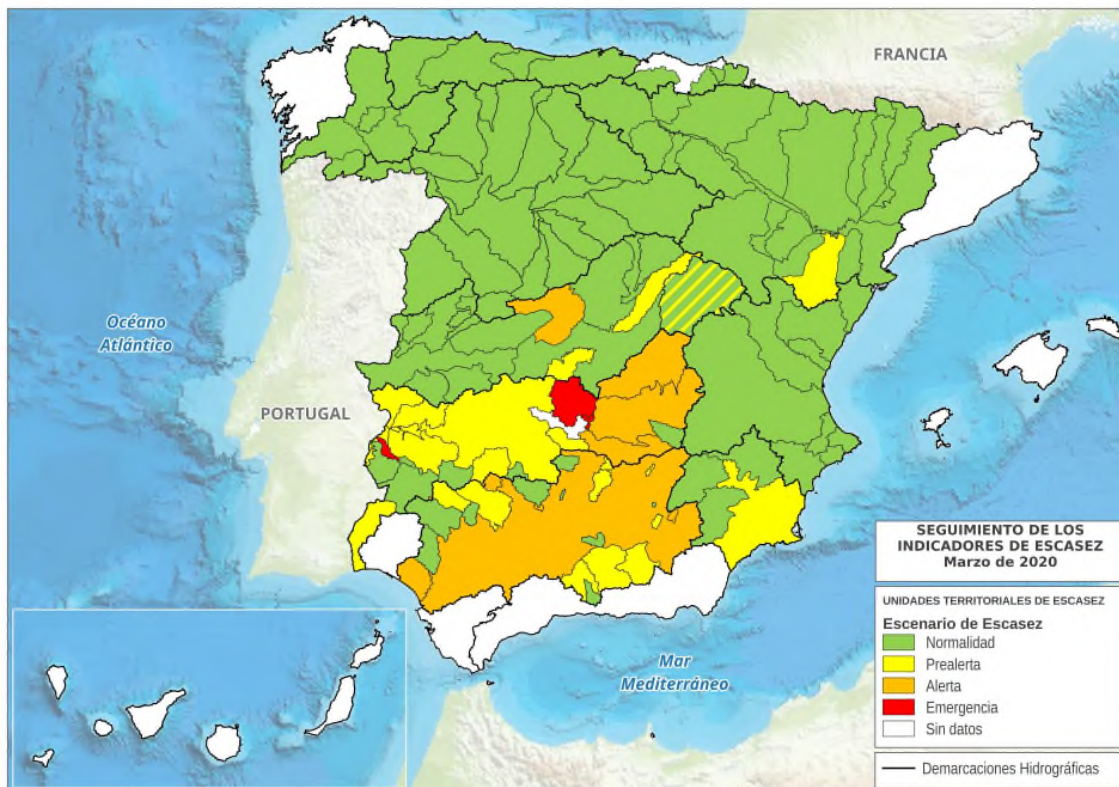 FRANCIA
Océano
Atlántico
PORTUGAL
Mar
Mediterráneo
SEGUIMIENTO DE LOS
INDICADORES DE ESCASEZ
Marzo de 2020
UNIDADES TERRITORIALES DE ESCASEZ
Escenario de Escasez
Normalidad
Prealerta
Alerta
Emergencia
Sin datos
Demarcaciones Hidrográficas